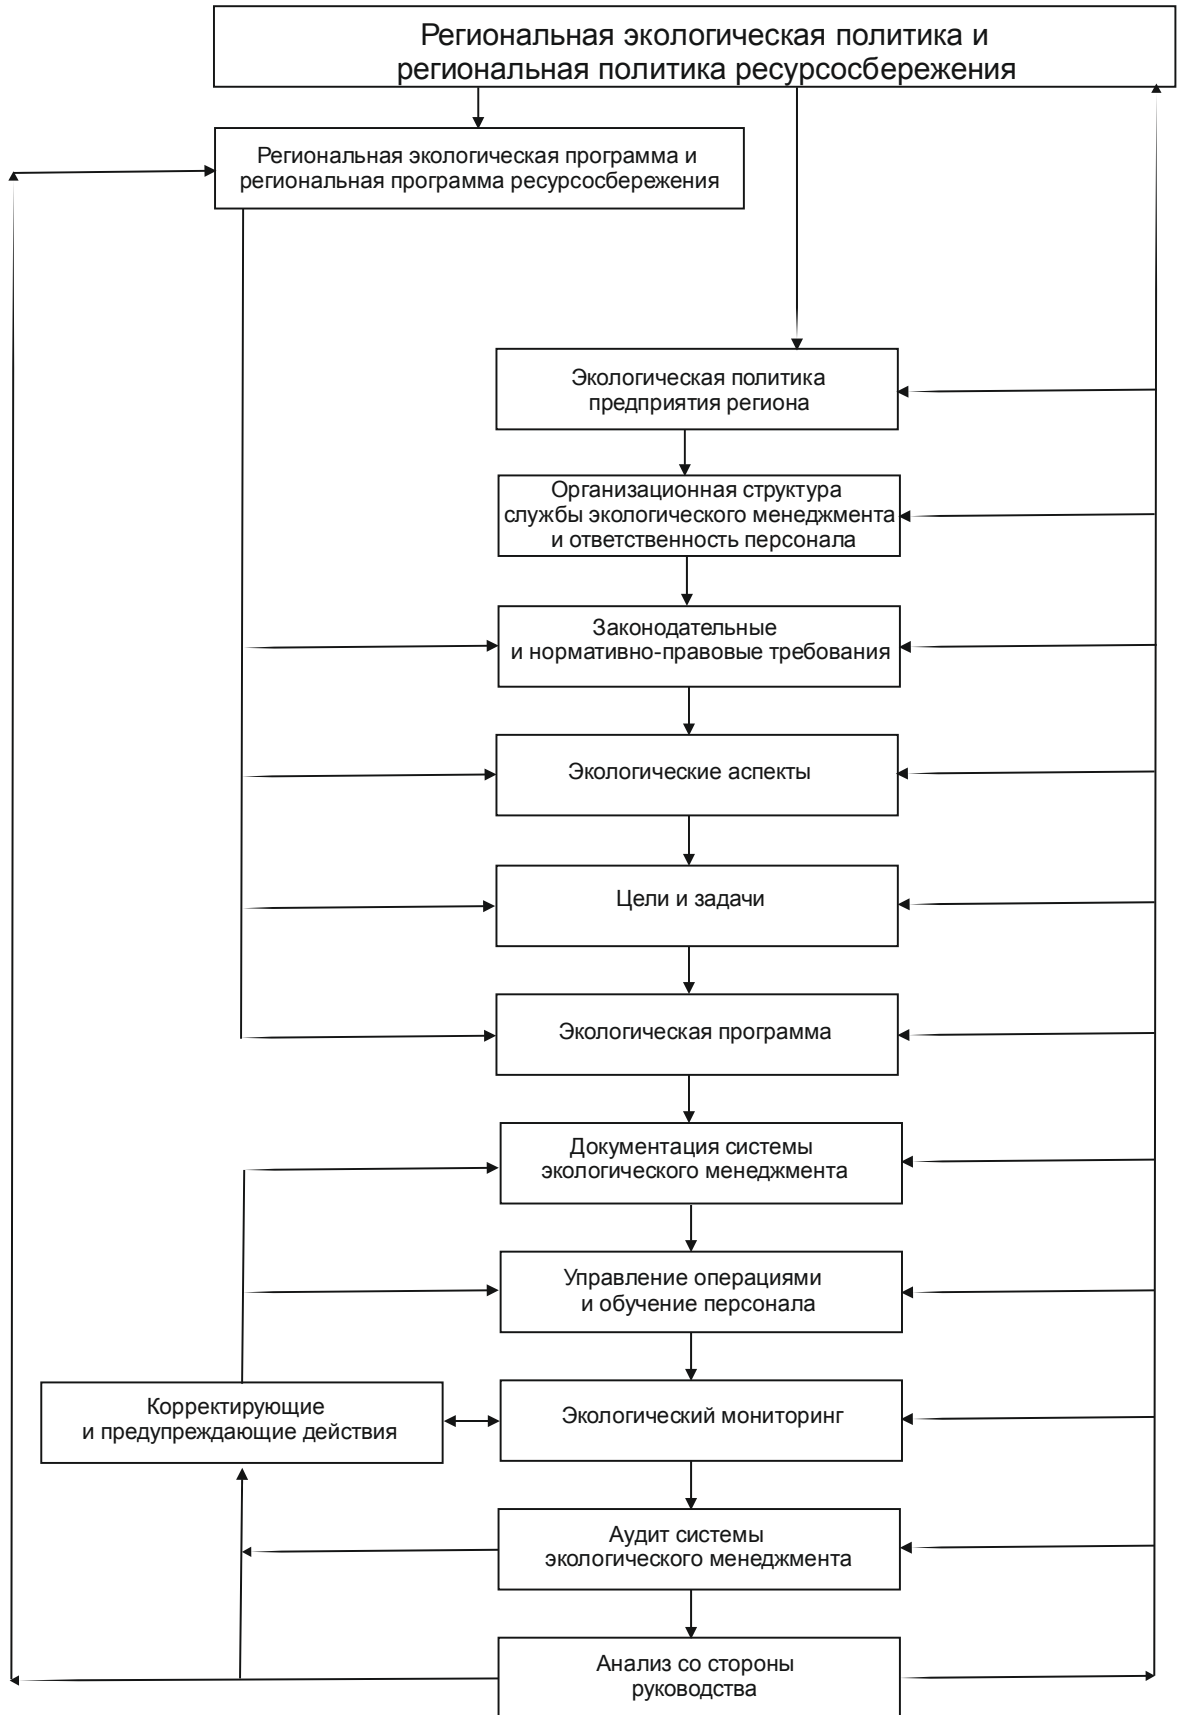 Региональная экологическая политика и
региональная политика ресурсосбережения
Региональная экологическая программа и
региональная программа ресурсосбережения
Экологическая политика
предприятия региона
Организационная структура
службы экологического менеджмента
и ответственность персонала
Законодательные
и нормативно-правовые требования
Экологические аспекты
Цели и задачи
Экологическая программа
Документация системы
экологического менеджмента
Управление операциями
и обучение персонала
Корректирующие
и предупреждающие действия
Экологический мониторинг
Аудит системы
экологического менеджмента
Анализ со стороны
руководства